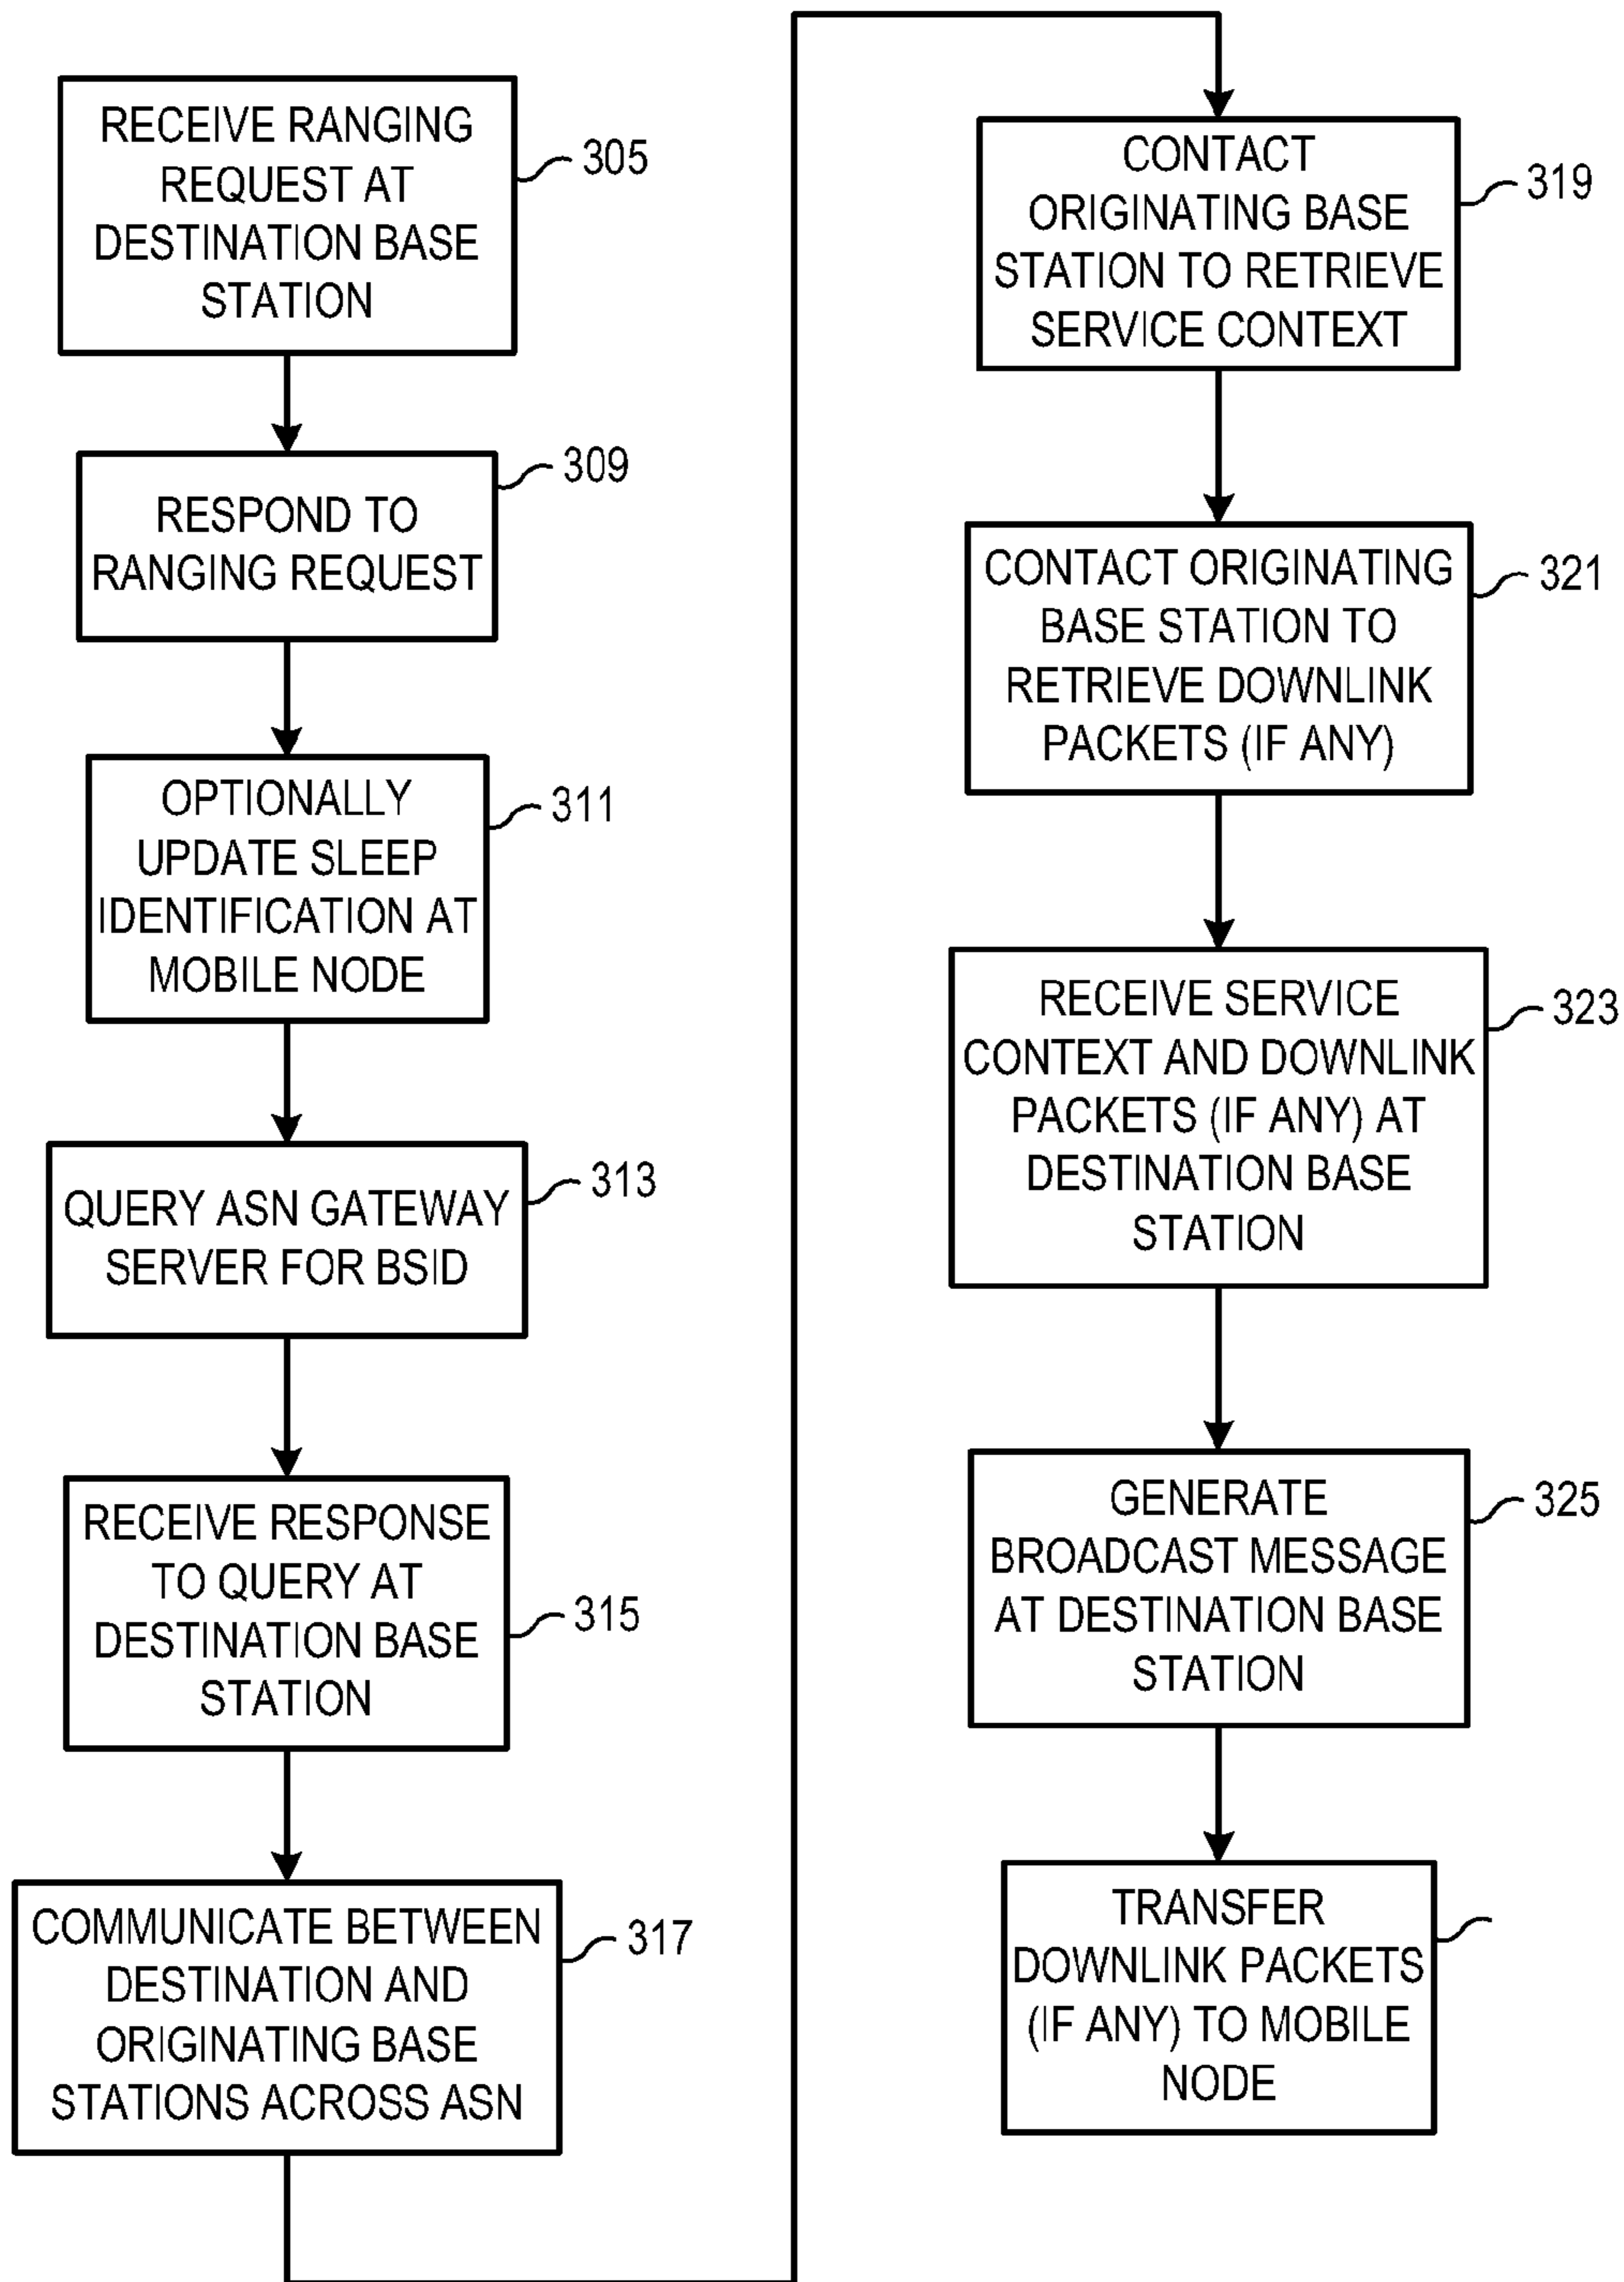 RECEIVE RANGING
REQUEST AT
DESTINATION BASE
STATION
305
RESPOND TO
RANGING REQUEST
309
OPTIONALLY
UPDATE SLEEP
IDENTIFICATION AT
MOBILE NODE
311
QUERY ASN GATEWAY
SERVER FOR BSID
313
RECEIVE RESPONSE
TO QUERY AT
DESTINATION BASE
STATION
315
COMMUNICATE BETWEEN
DESTINATION AND
ORIGINATING BASE
STATIONS ACROSS ASN
317
CONTACT
ORIGINATING BASE
STATION TO RETRIEVE
SERVICE CONTEXT
319
CONTACT ORIGINATING
BASE STATION TO
RETRIEVE DOWNLINK
PACKETS (IF ANY)
321
RECEIVE SERVICE
CONTEXT AND DOWNLINK
PACKETS (IF ANY) AT
DESTINATION BASE
STATION
323
GENERATE
BROADCAST MESSAGE
AT DESTINATION BASE
STATION
325
TRANSFER
DOWNLINK PACKETS
(IF ANY) TO MOBILE
NODE